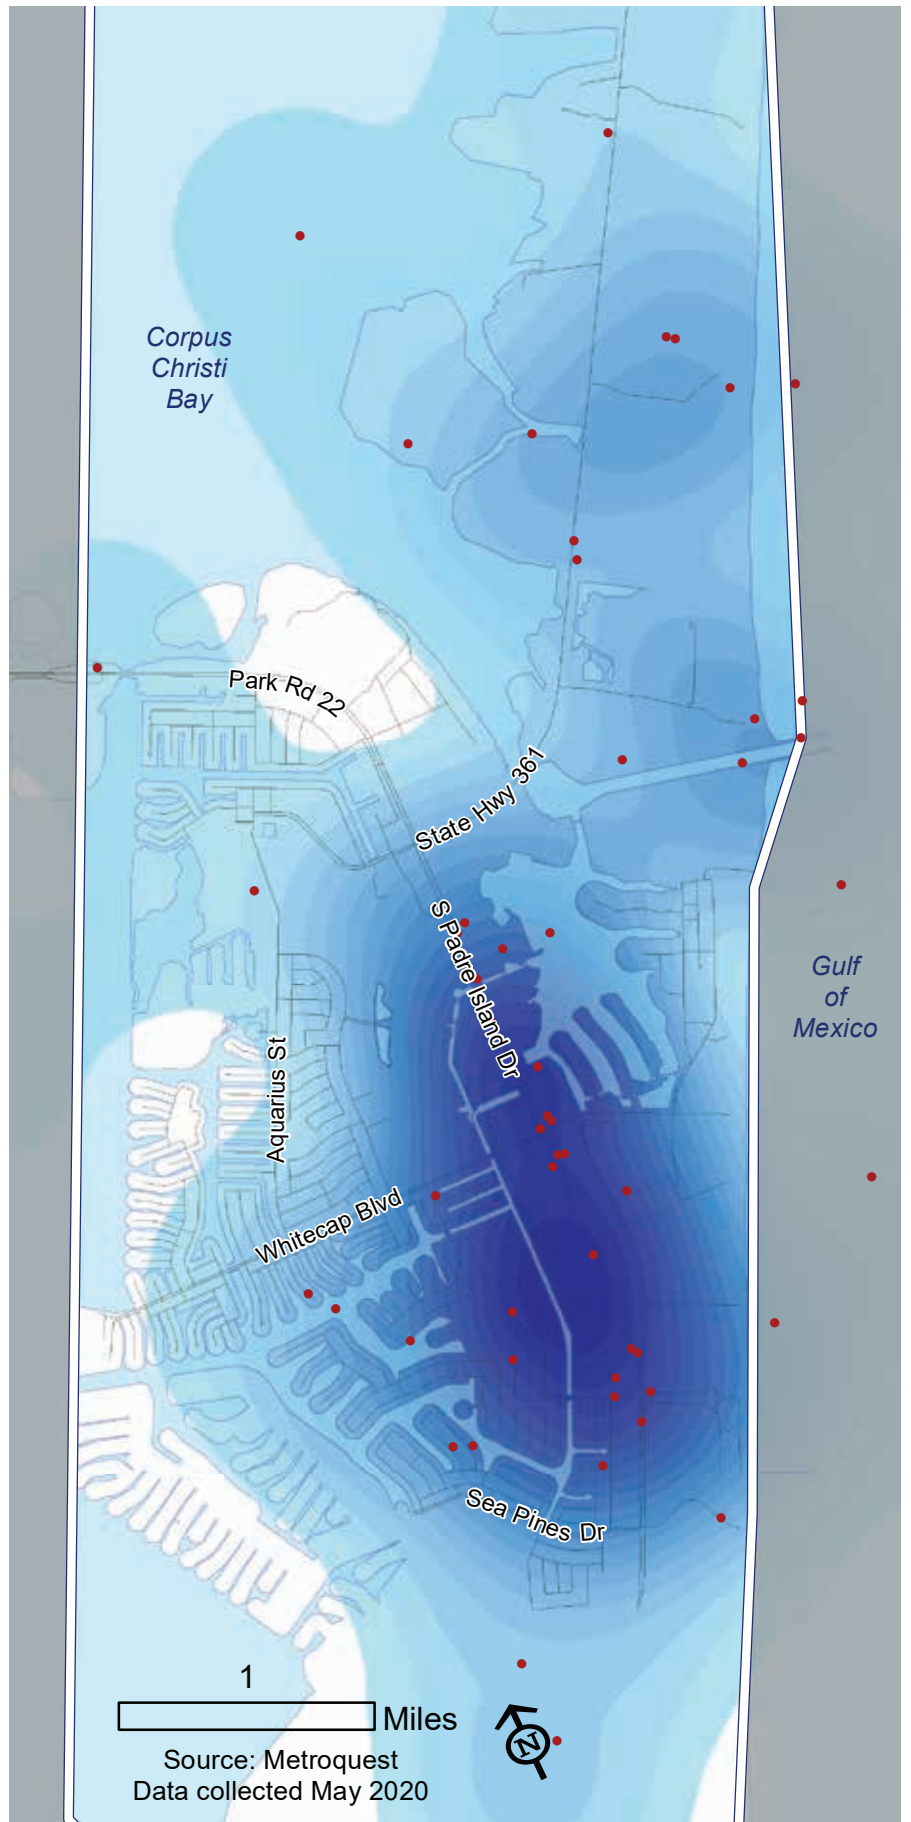 Corpus
Christi
Bay
Park Rd 22
State Hwy 361
S Padre Island Dr
Gulf
of
Mexico
Aquarius St
Whitecap Blvd
Sea Pines Dr
1
Miles
N
Source: Metroquest
Data collected May 2020